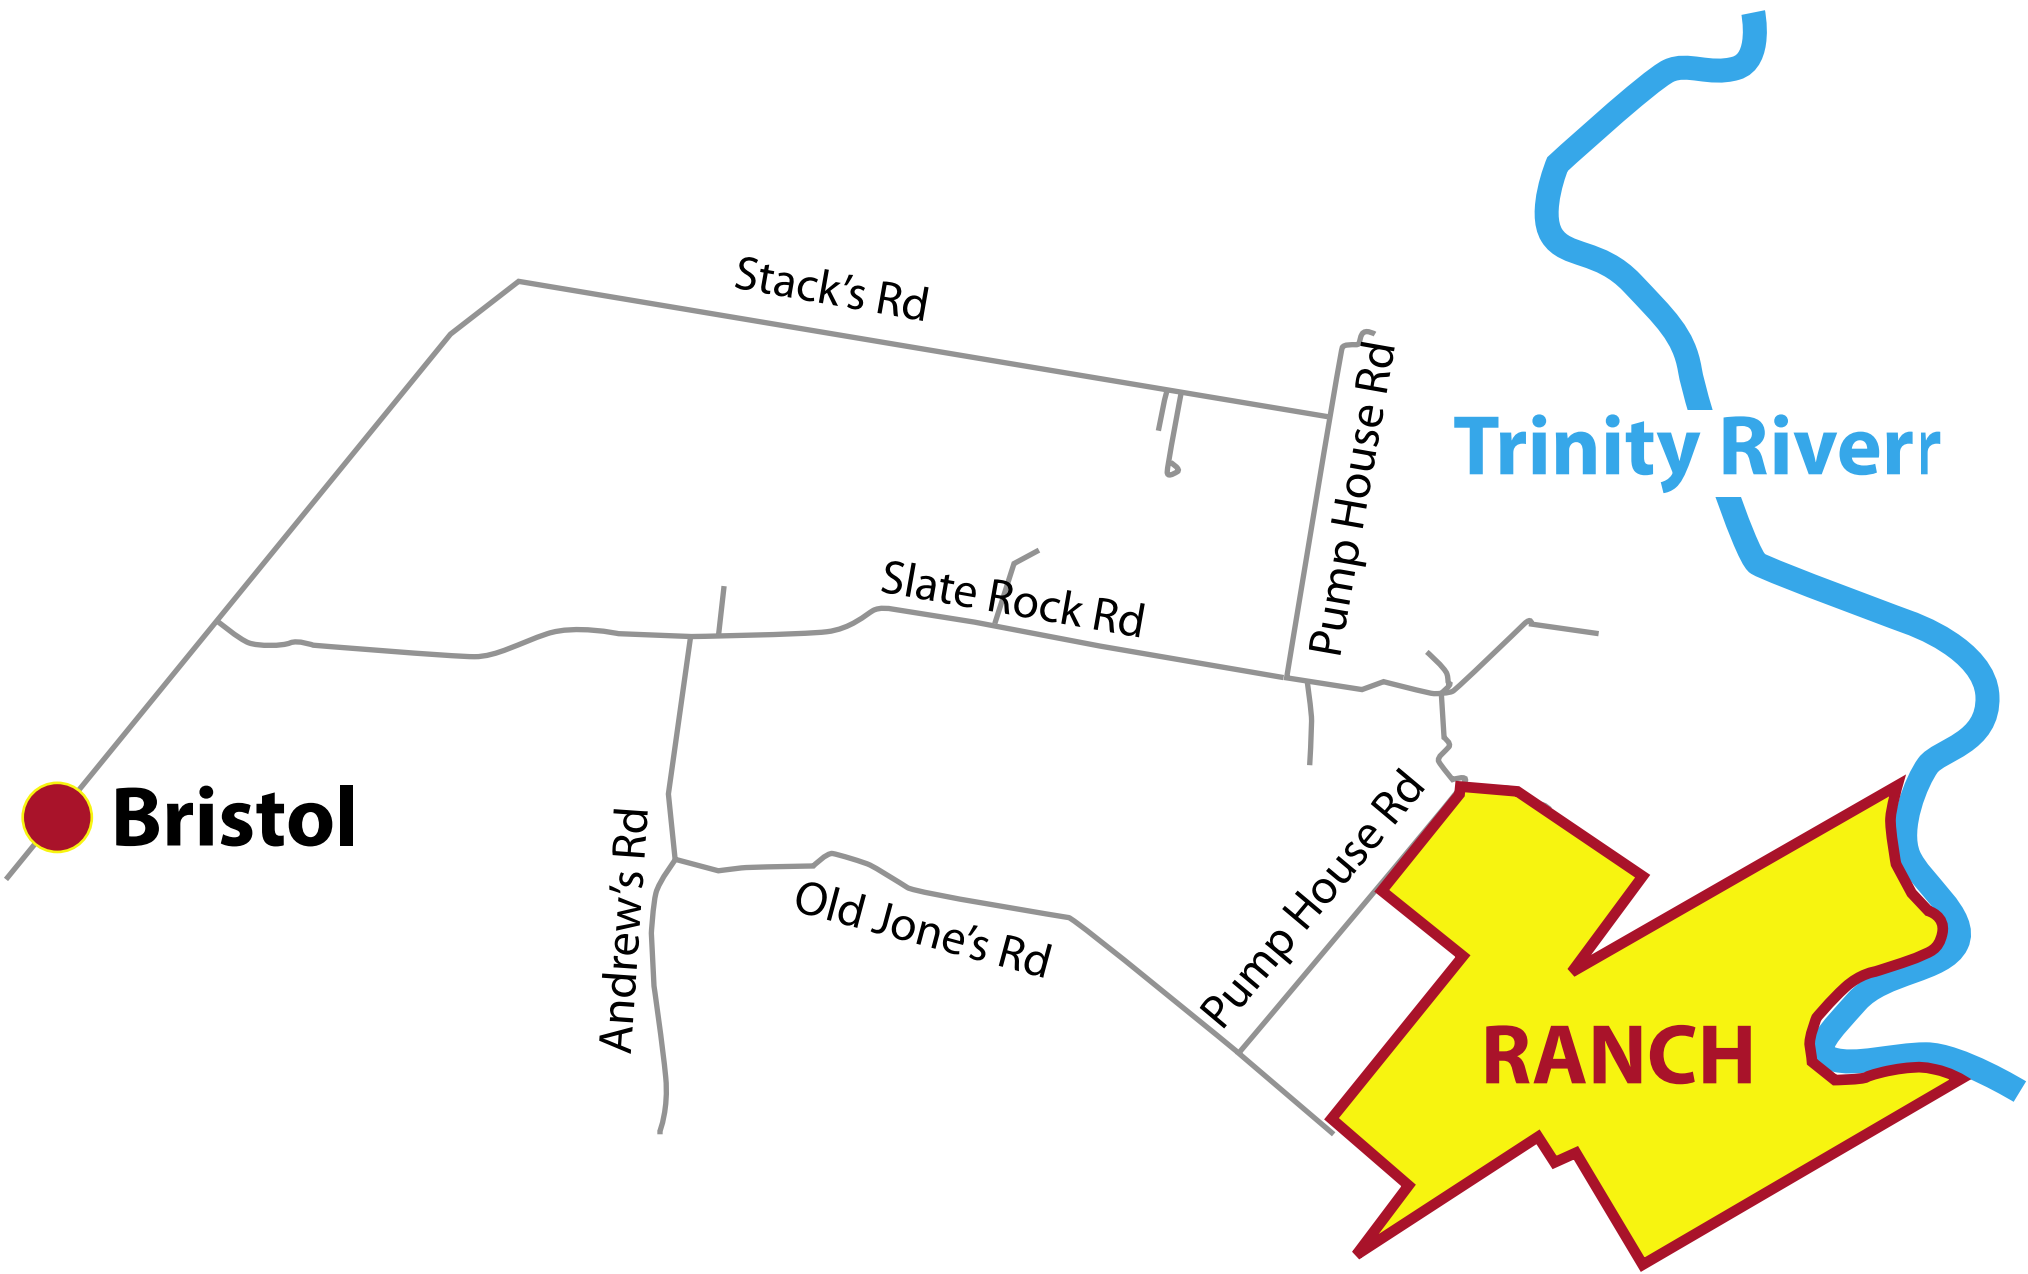 Stack's Rd
Pump House Rd
Trinity Riverr
Slate Rock Rd
Bristol
Andrew's Rd
Old Jone's Rd
Pump House Rd
RANCH